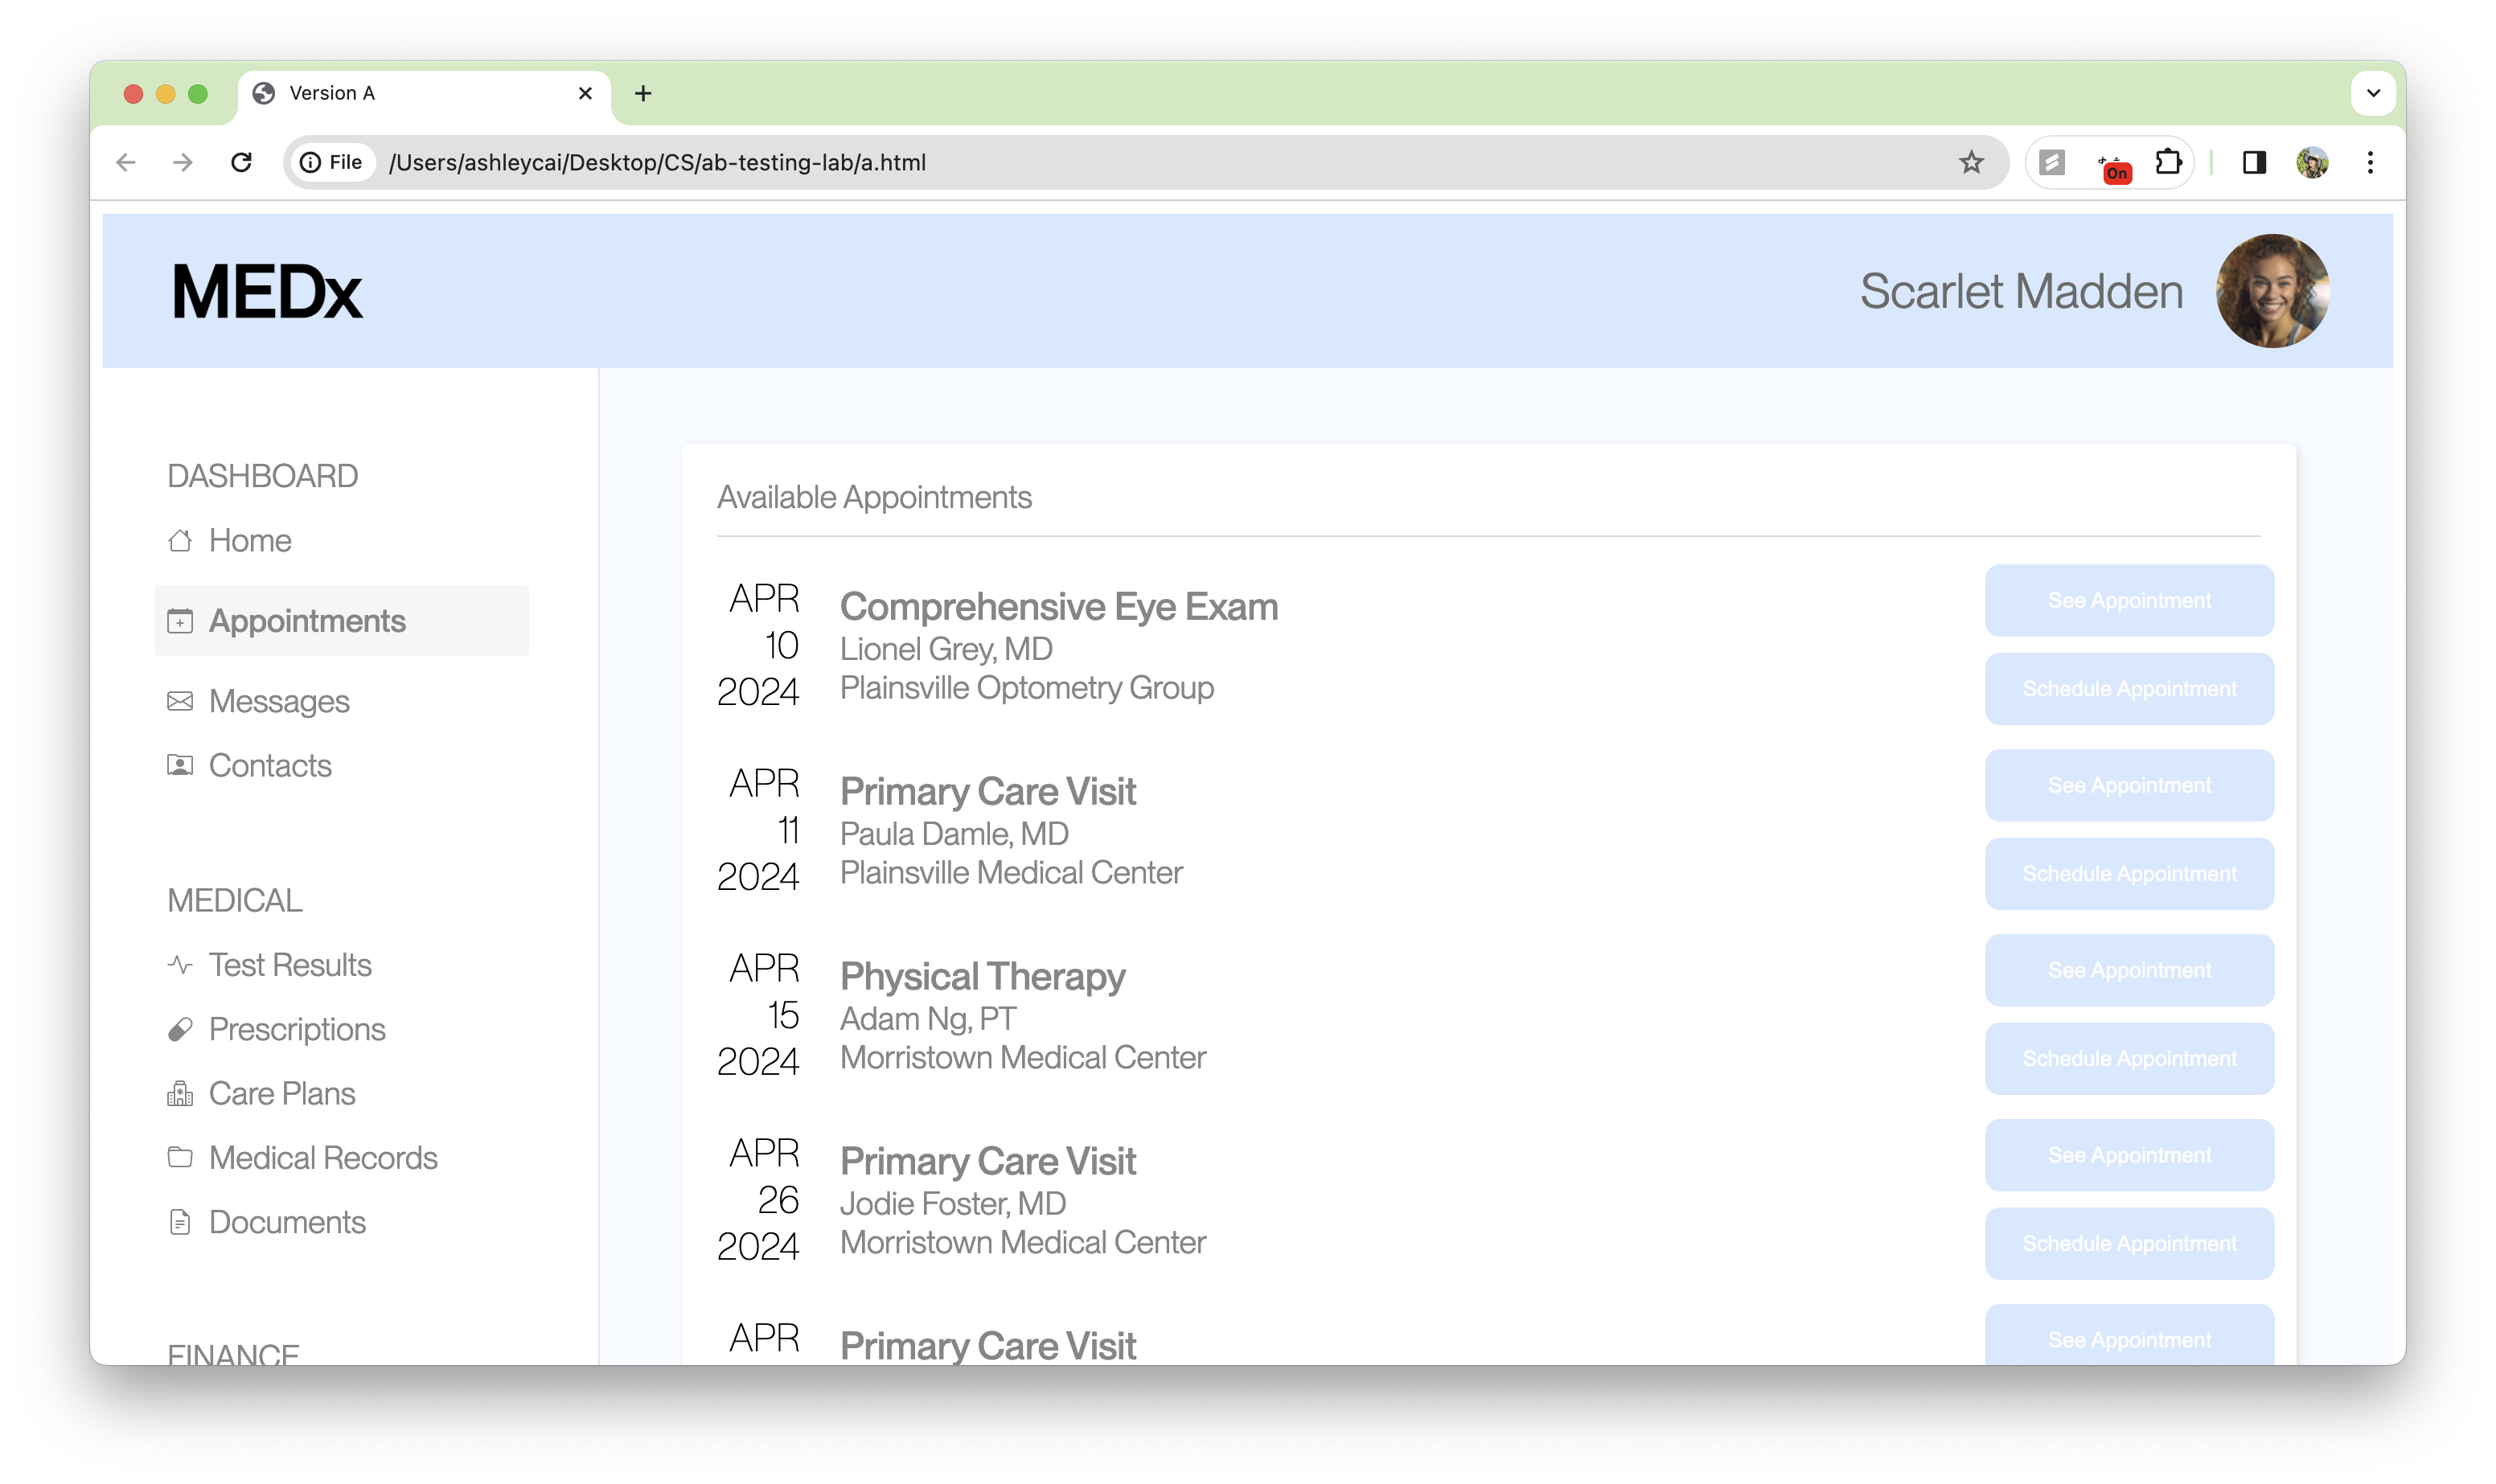 Version A
File /Users/ashleycai/Desktop/CS/ab-testing-lab/a.html
On
MEDx
Scarlet Madden
DASHBOARD
Home
Appointments
Messages
Contacts
MEDICAL
Test Results
Prescriptions
Care Plans
Medical Records
Documents
FINANCE
Available Appointments
APR
10
2024
Comprehensive Eye Exam
Lionel Grey, MD
Plainsville Optometry Group
See Appointment
Schedule Appointment
APR
11
2024
Primary Care Visit
Paula Damle, MD
Plainsville Medical Center
See Appointment
Schedule Appointment
APR
15
2024
Physical Therapy
Adam Ng, PT
Morristown Medical Center
See Appointment
Schedule Appointment
APR
26
2024
Primary Care Visit
Jodie Foster, MD
Morristown Medical Center
See Appointment
Schedule Appointment
APR
Primary Care Visit
See Appointment